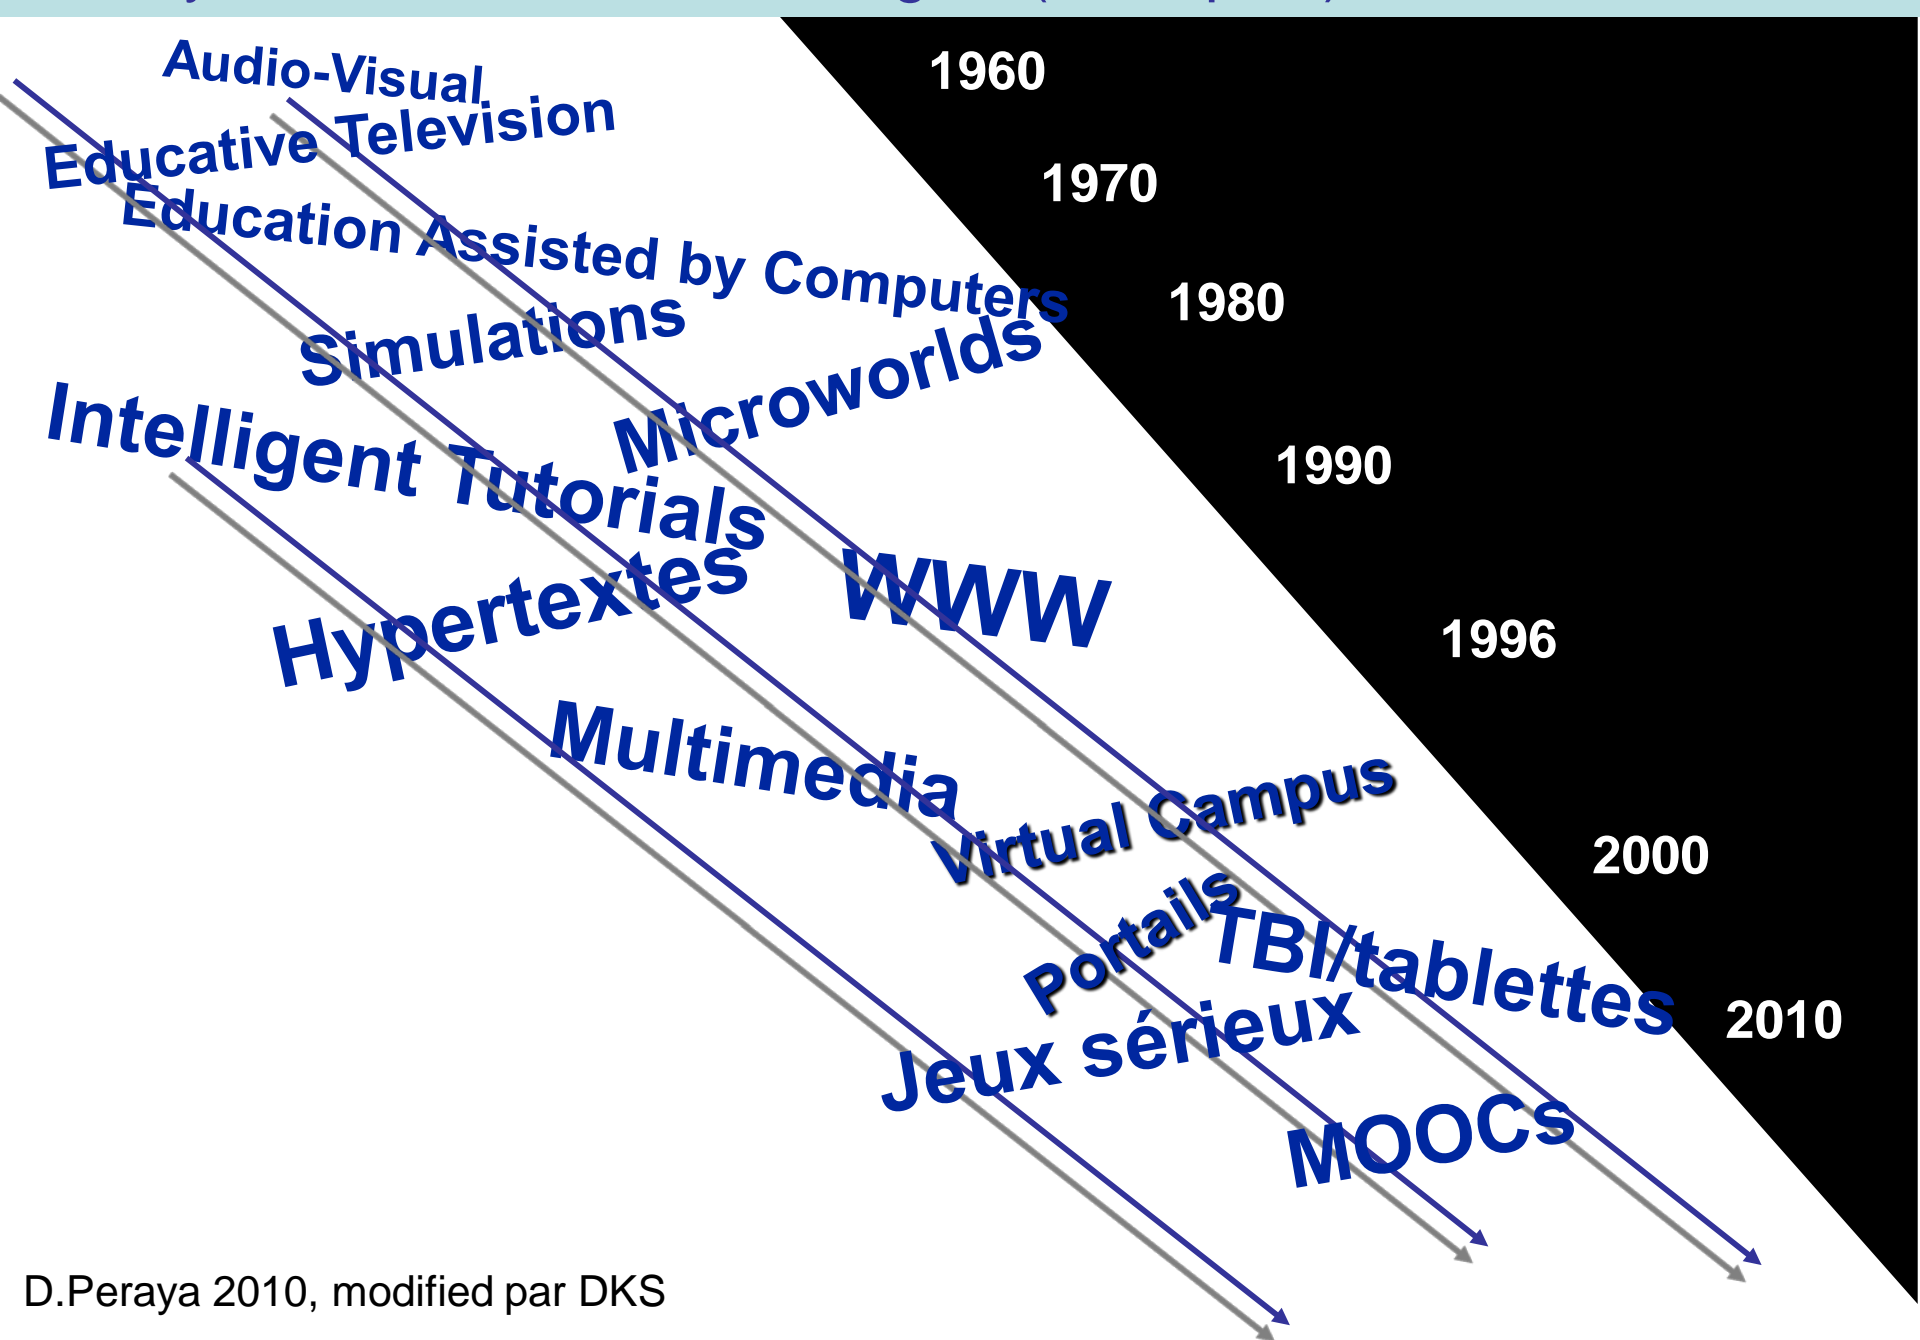 Audio-Visual
1960
Educative Television
1970
Education Assisted by Computers
1980
Simulations
Microworlds
Intelligent Tutorials
1990
Hypertextes
WWW
1996
Multimedia
Virtual Campus
2000
Portails
TBI/tablettes
2010
Jeux sérieux
MOOCs
D.Peraya 2010, modified par DKS